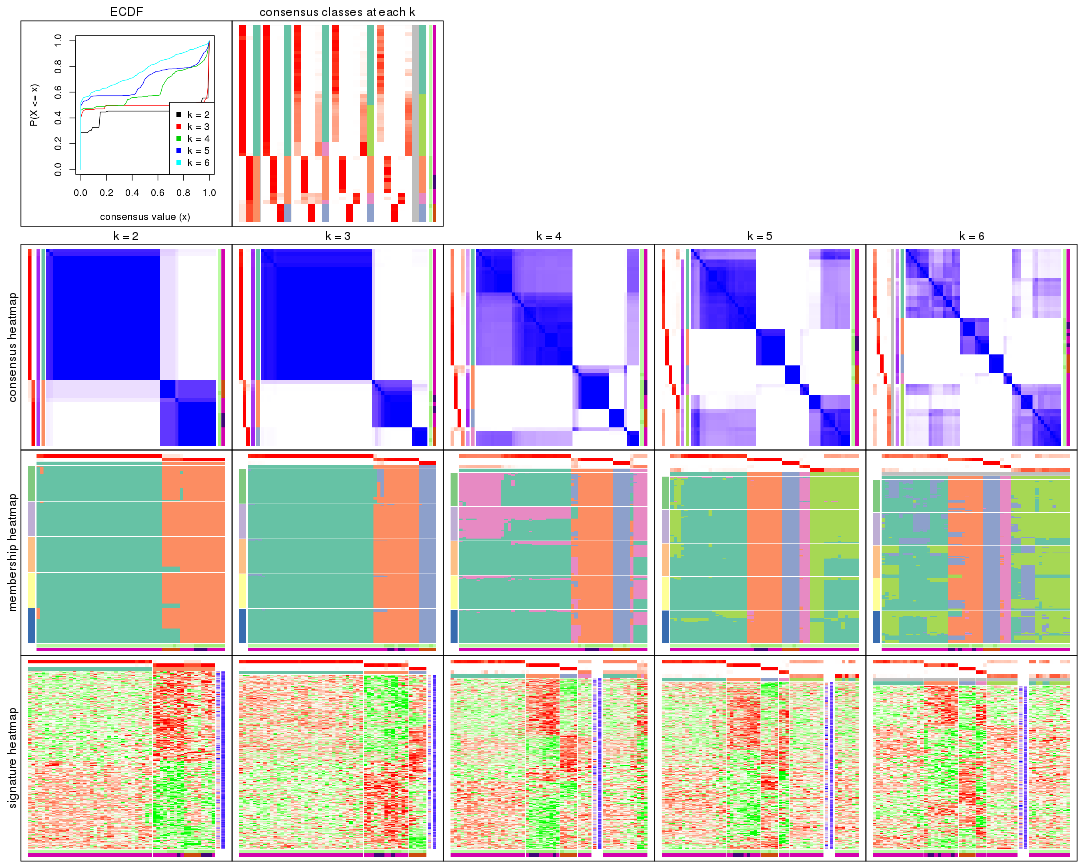 ECDF
consensus classes at each k
P(X <= x)
0.0 0.2 0.4 0.6 0.8 1.0
k = 2
k = 3
k = 4
k = 5
k = 6
0.0 0.2 0.4 0.6 0.8 1.0
consensus value (x)
k = 2
k = 3
k = 4
k = 5
k = 6
consensus heatmap
membership heatmap
signature heatmap